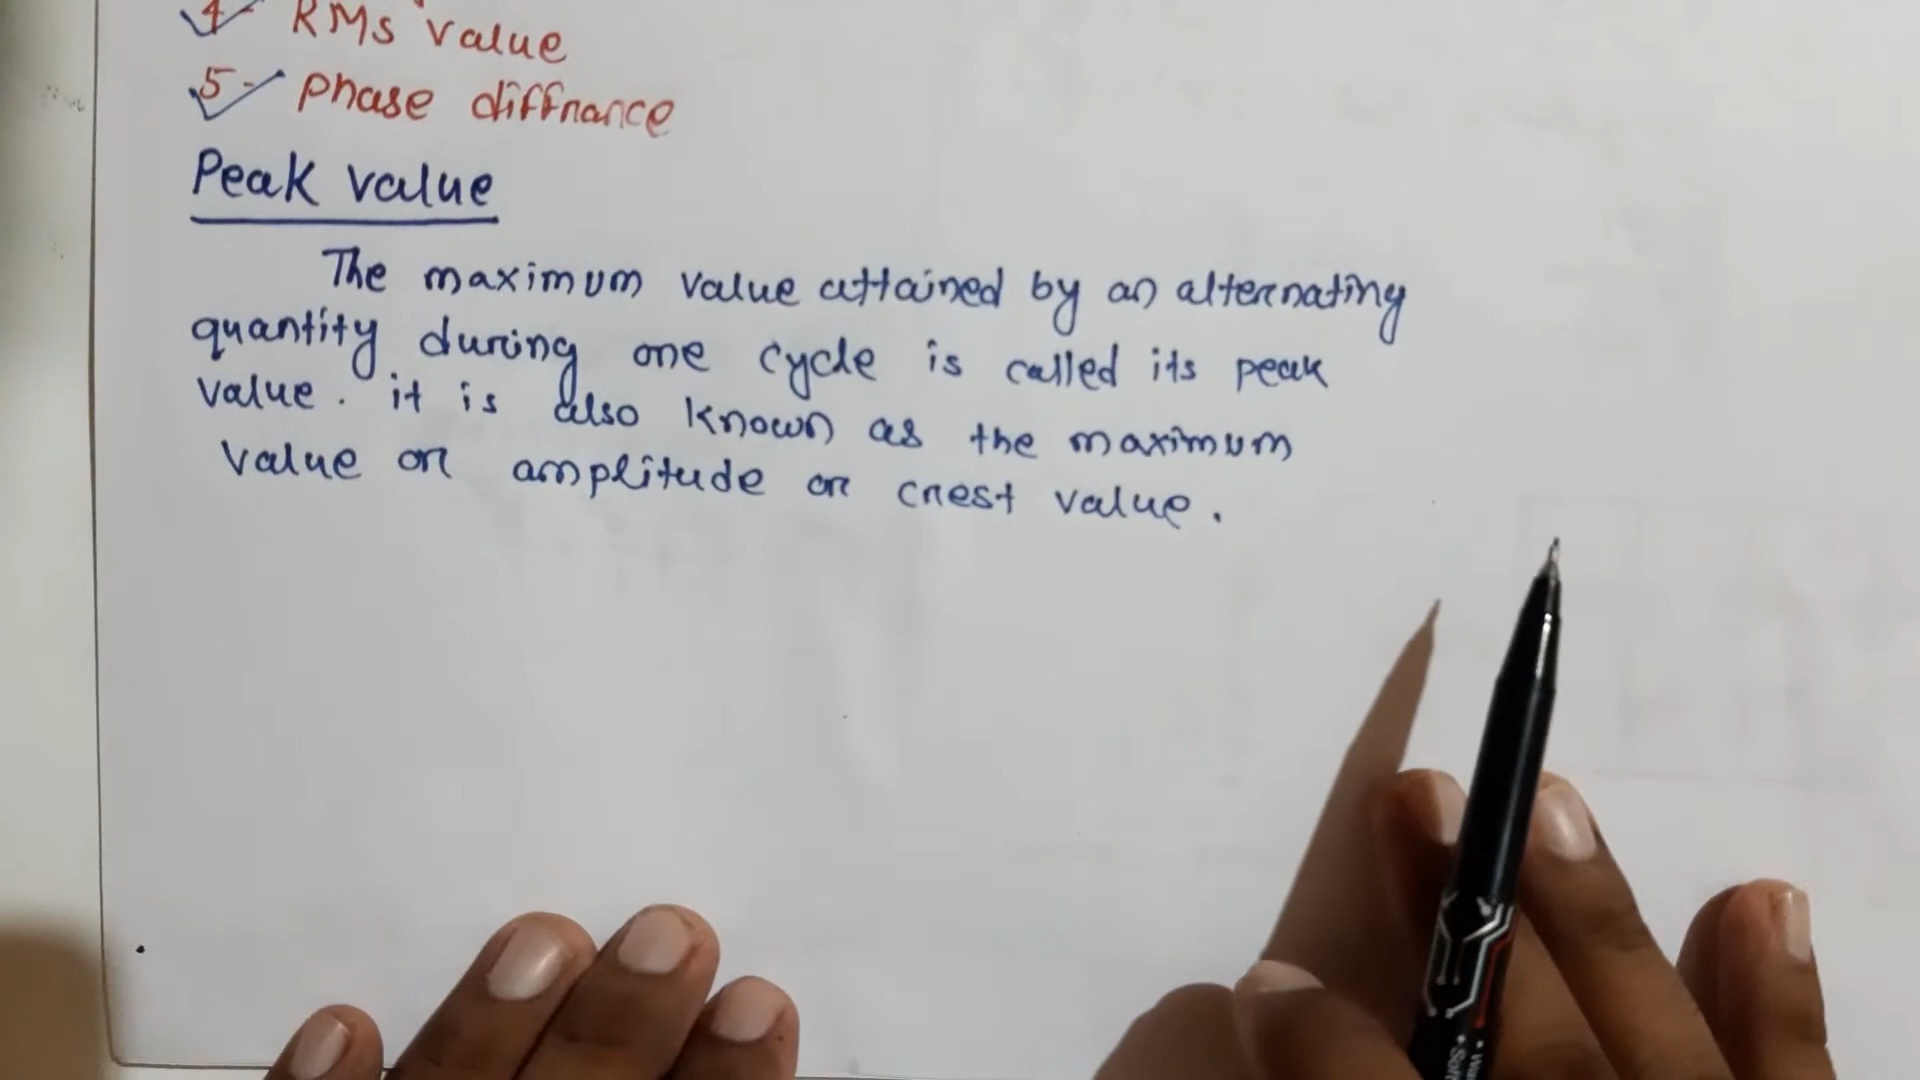 4- RMS value
5- Phase diffrance
Peak value
The maximum value attained by an alternating
quantity during one cycle is called its peak
value. it is also known as the maximum
value or amplitude or crest value.